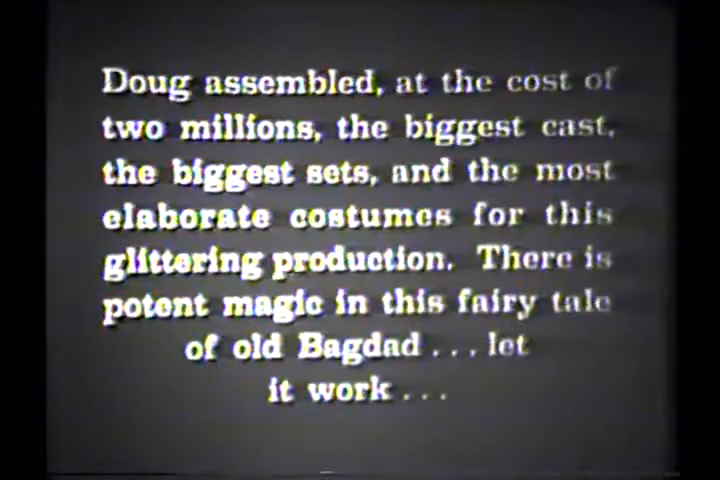 Doug assembled, at the cost of
two millions, the biggest cast,
the biggest sets, and the most
elaborate costumes for this
glittering production. There is
potent magic in this fairy tale
of old Bagdad . . . let
it work . . .